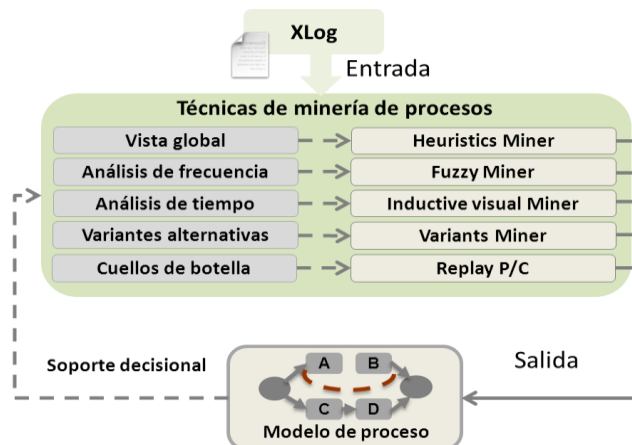 XLog
Entrada
Técnicas de minería de procesos
Vista global
Heuristics Miner
Análisis de frecuencia
Fuzzy Miner
Análisis de tiempo
Inductive visual Miner
Variantes alternativas
Variants Miner
Cuellos de botella
Replay P/C
Soporte decisional
A
B
C
D
Modelo de proceso
Salida